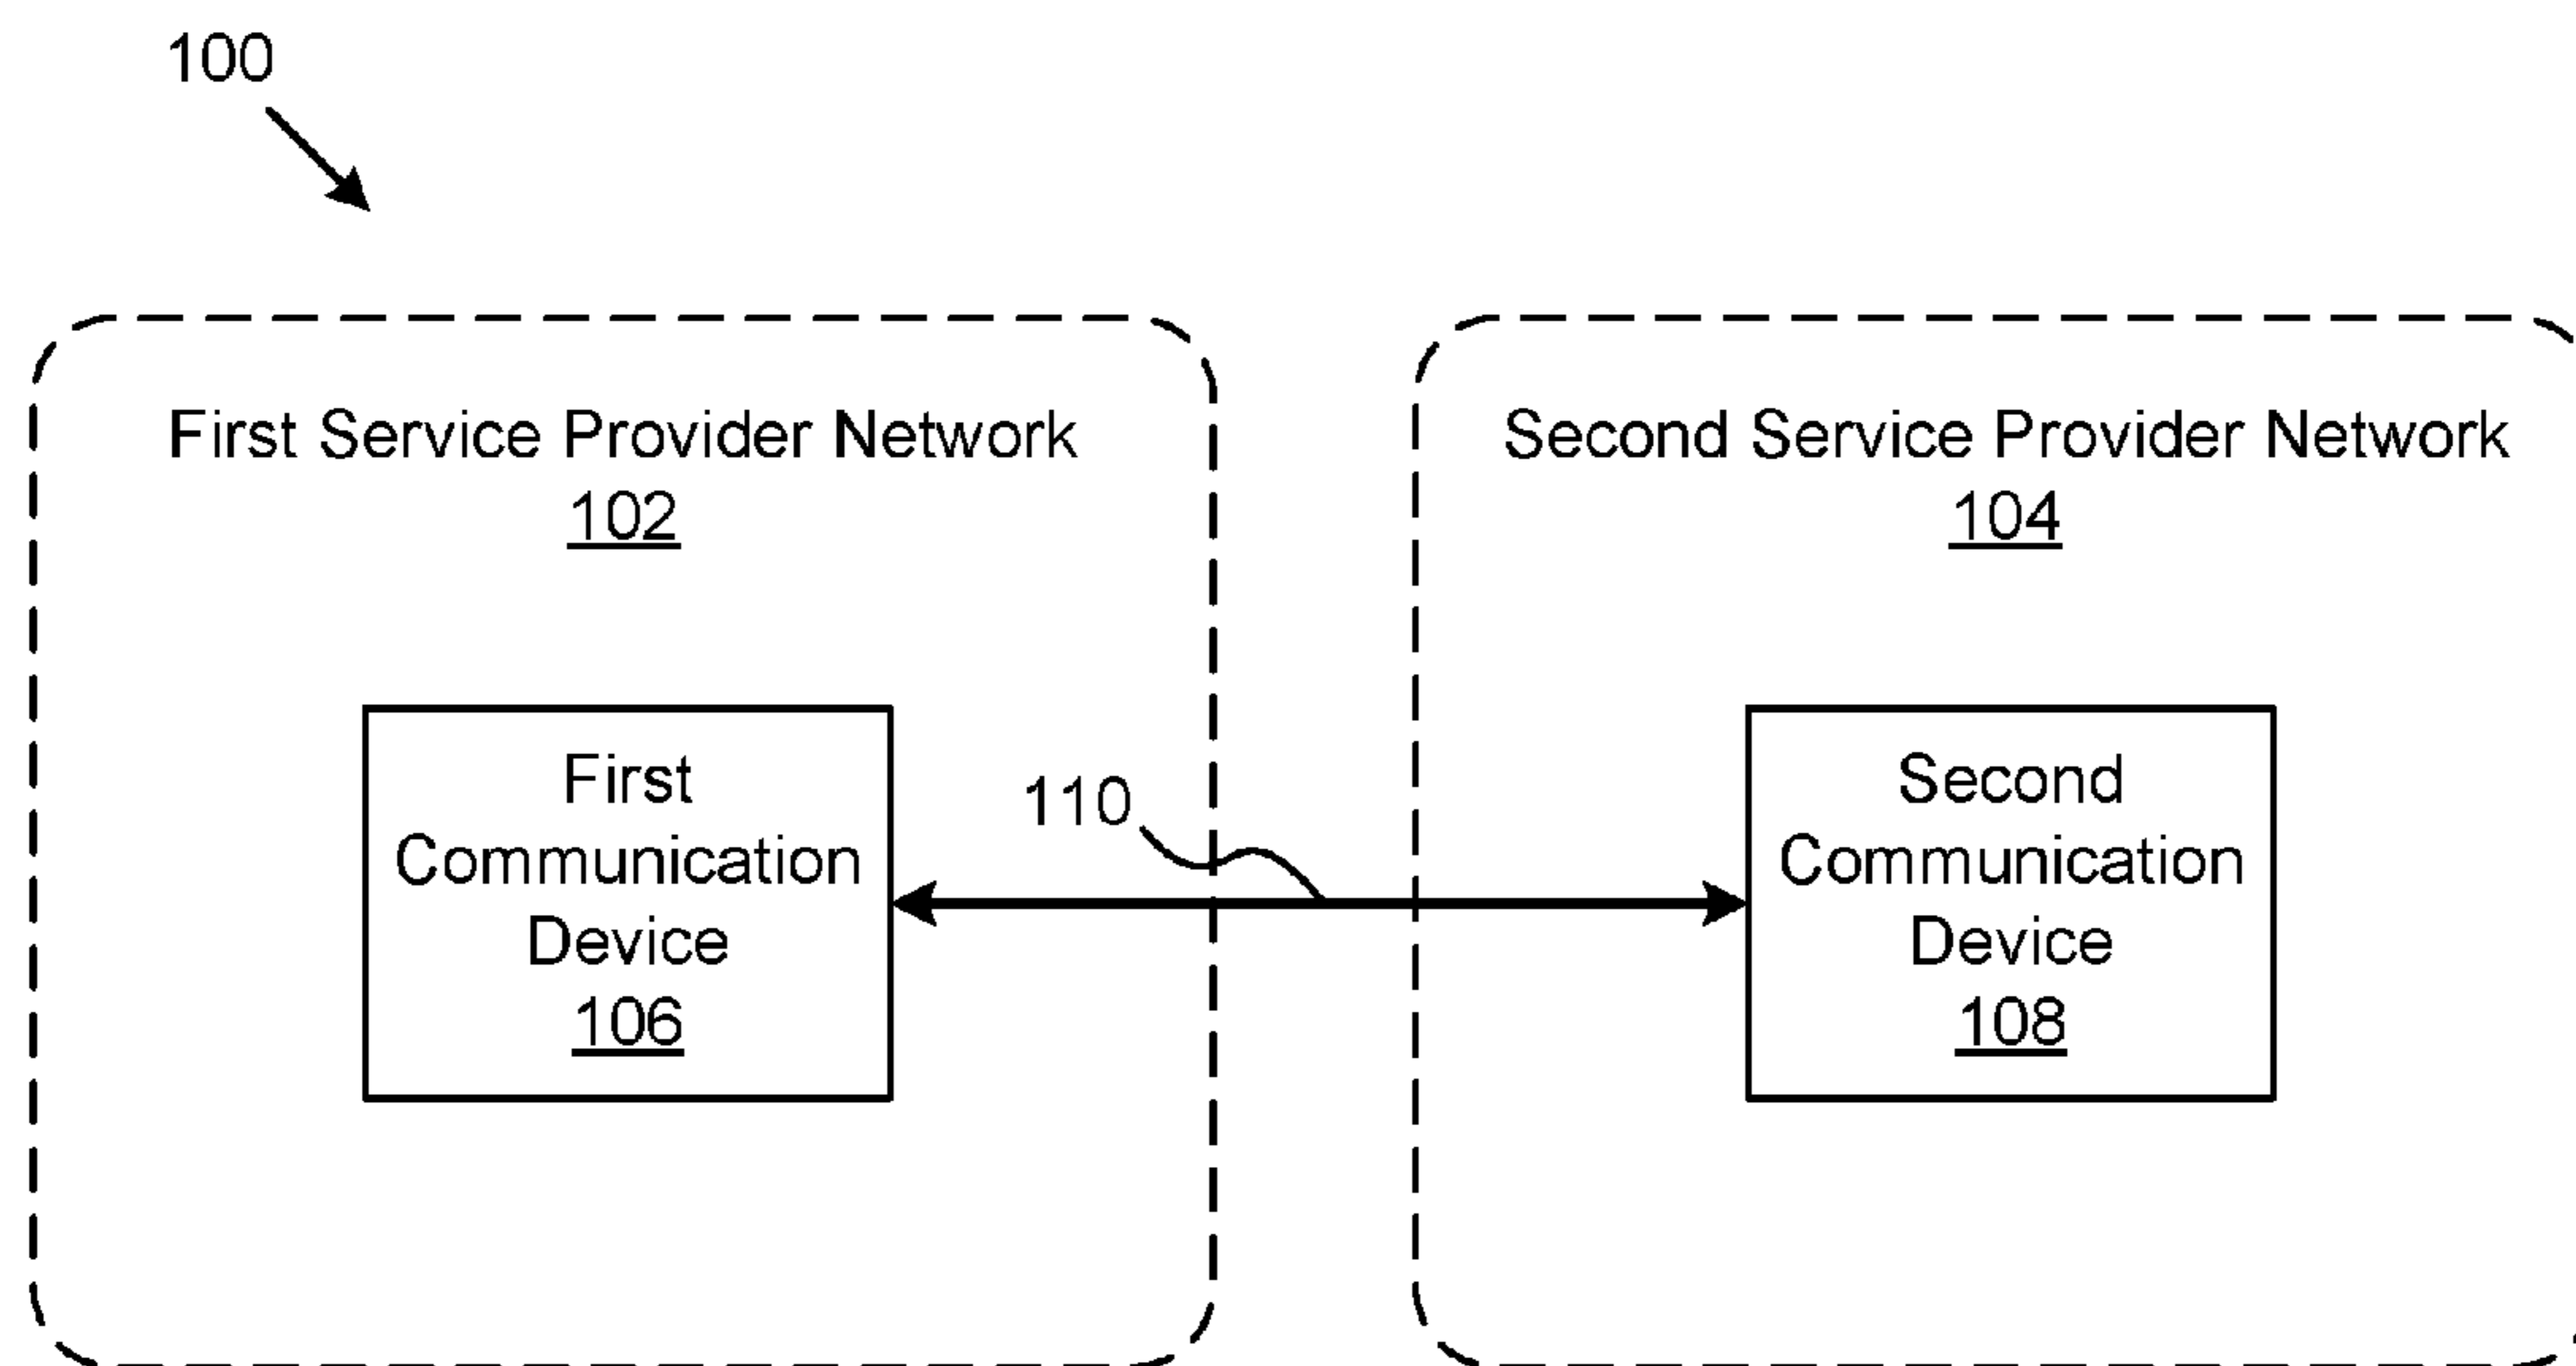 100
First Service Provider Network
102
Second Service Provider Network
104
First
Communication
Device
106
110
Second
Communication
Device
108